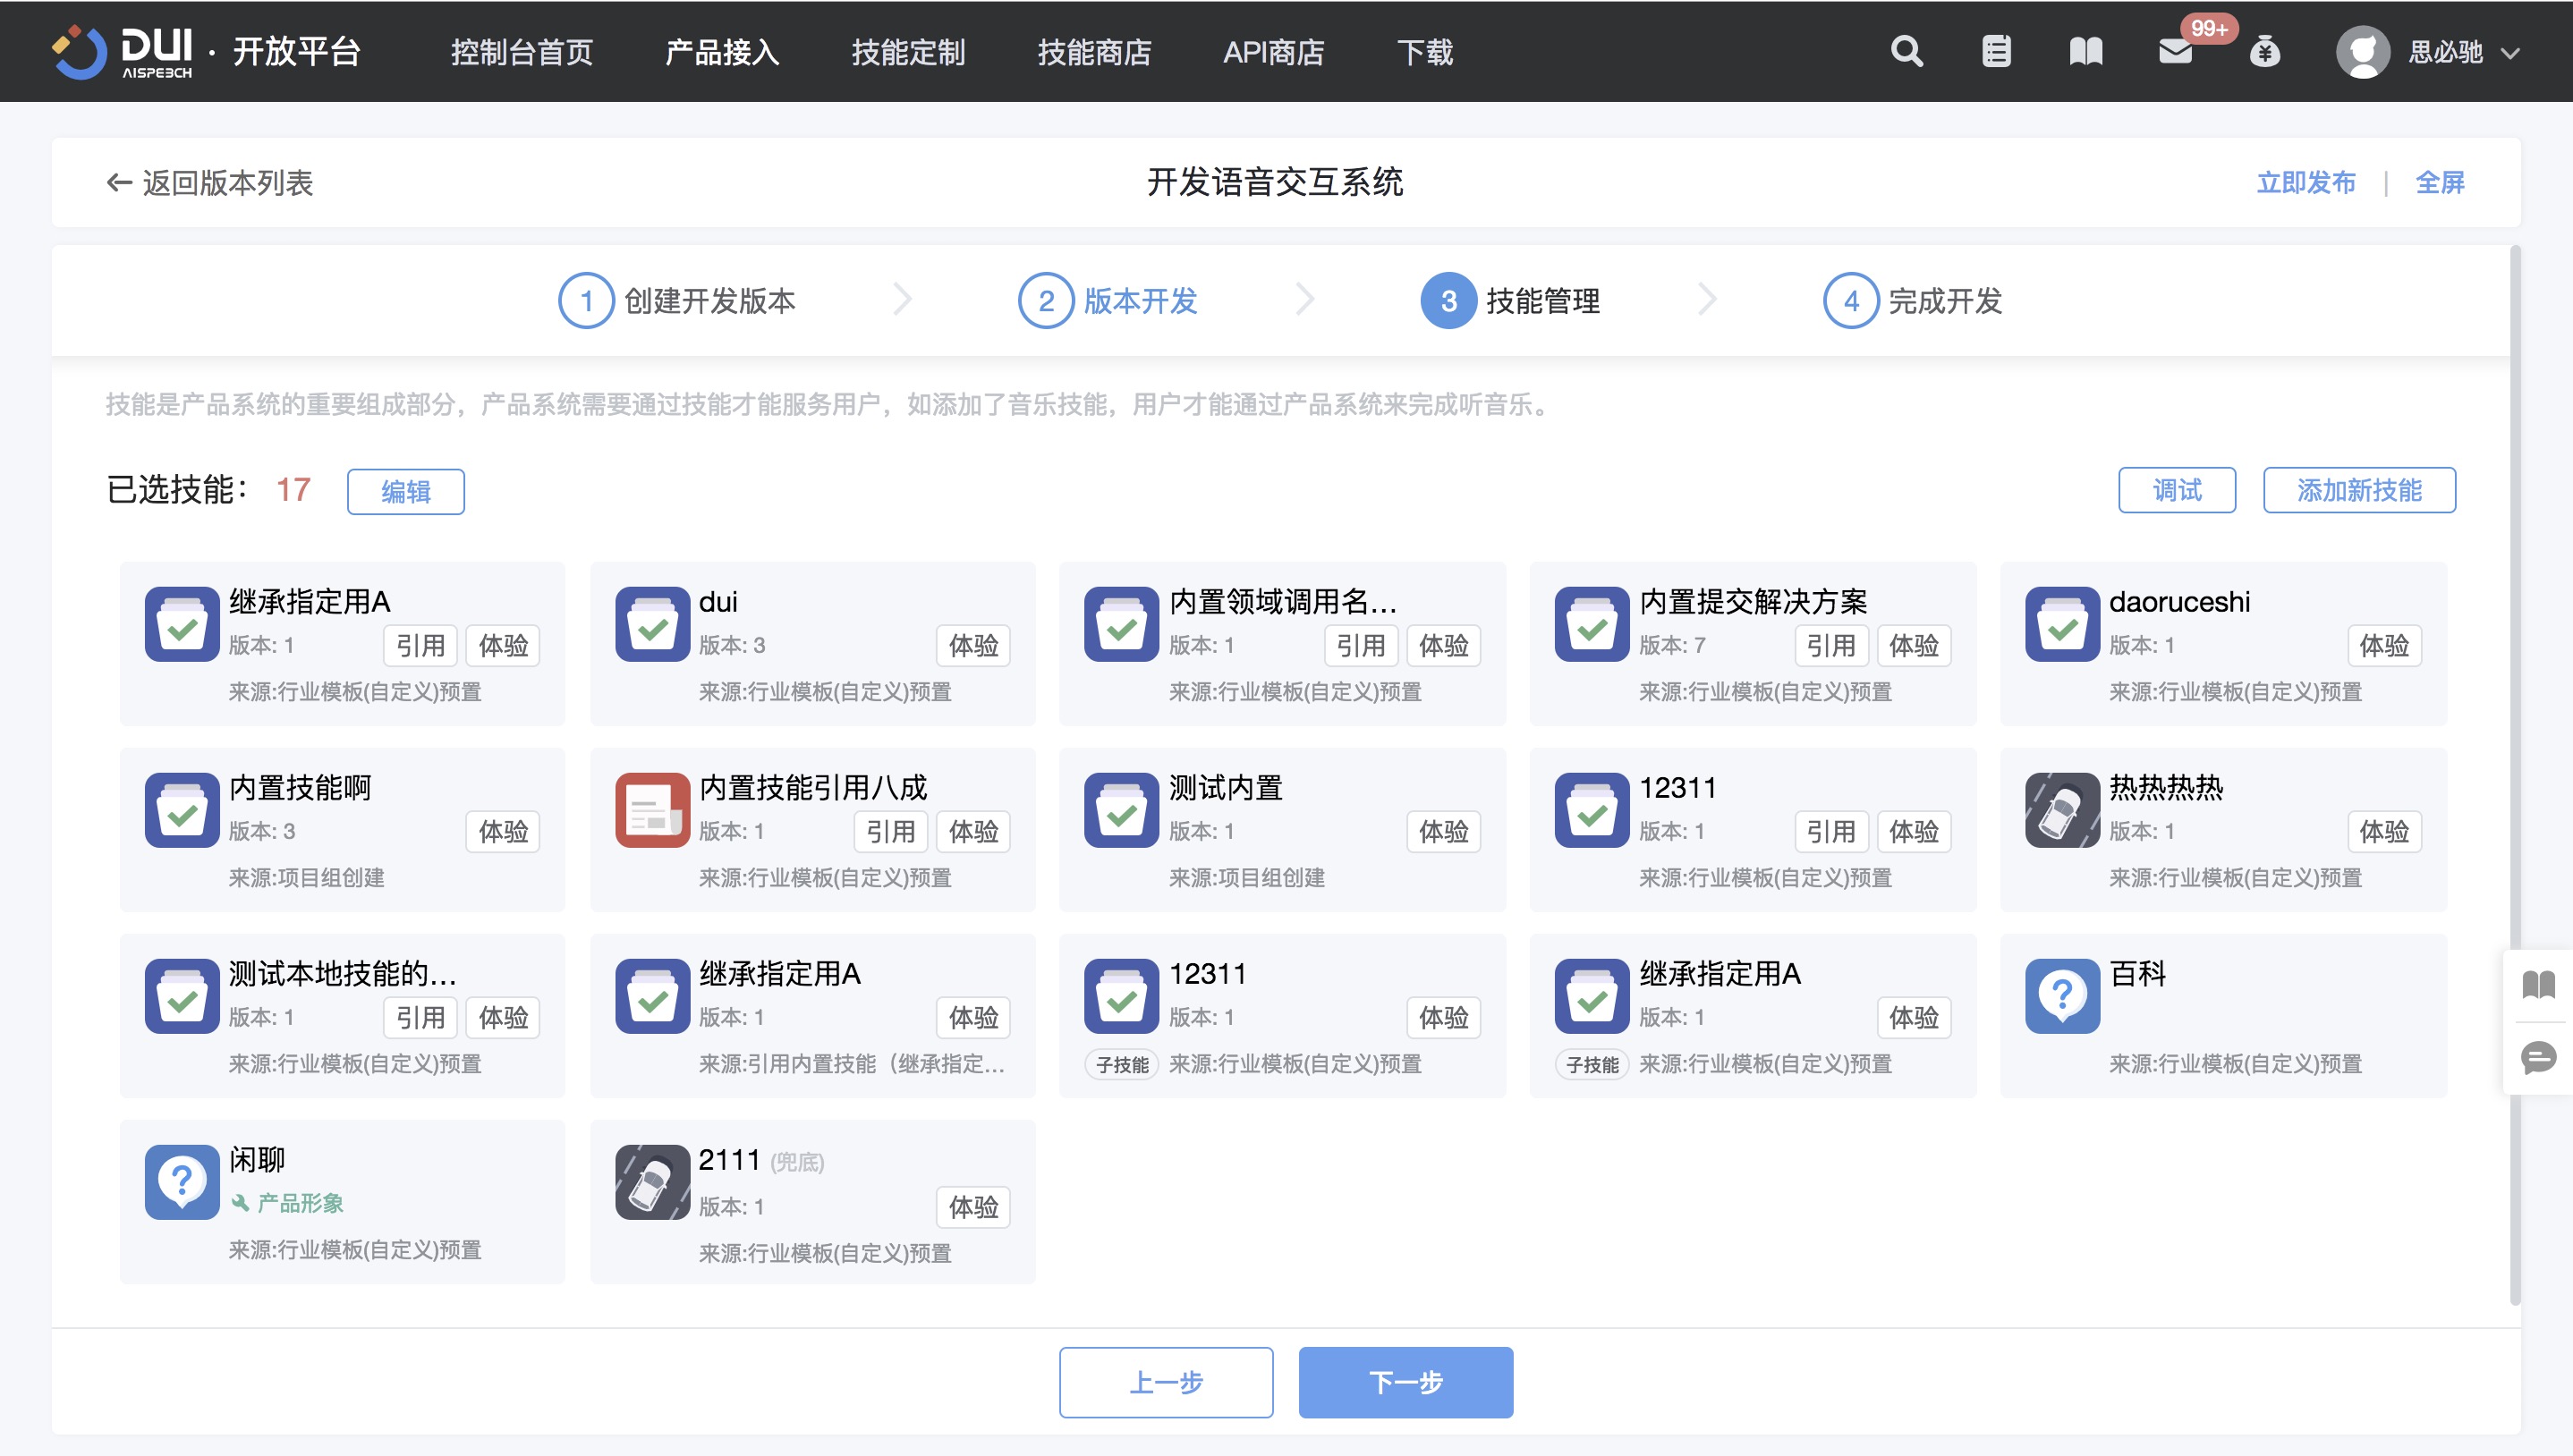 DUI · 开放平台 控制台首页 产品接入 技能定制 技能商店 API商店 下载 99+ 思必驰
AISPEECH
返回版本列表 开发语音交互系统 立即发布 | 全屏
1 创建开发版本 2 版本开发 3 技能管理 4 完成开发
技能是产品系统的重要组成部分，产品系统需要通过技能才能服务用户，如添加了音乐技能，用户才能通过产品系统来完成听音乐。
已选技能： 17 编辑 调试 添加新技能
继承指定用A
版本: 1 引用 体验
来源:行业模板(自定义)预置
dui
版本: 3 体验
来源:行业模板(自定义)预置
内置领域调用名...
版本: 1 引用 体验
来源:行业模板(自定义)预置
内置提交解决方案
版本: 7 引用 体验
来源:行业模板(自定义)预置
daoruceshi
版本: 1 体验
来源:行业模板(自定义)预置
内置技能啊
版本: 3 体验
来源:项目组创建
内置技能引用八成
版本: 1 引用 体验
来源:行业模板(自定义)预置
测试内置
版本: 1 体验
来源:项目组创建
12311
版本: 1 引用 体验
来源:行业模板(自定义)预置
热热热热
版本: 1 体验
来源:行业模板(自定义)预置
测试本地技能的...
版本: 1 引用 体验
来源:行业模板(自定义)预置
继承指定用A
版本: 1 体验
来源:引用内置技能（继承指定...
12311
版本: 1 体验
子技能 来源:行业模板(自定义)预置
继承指定用A
版本: 1 体验
子技能 来源:行业模板(自定义)预置
百科
来源:行业模板(自定义)预置
闲聊
产品形象
来源:行业模板(自定义)预置
2111 (兜底)
版本: 1 体验
来源:行业模板(自定义)预置
上一步 下一步